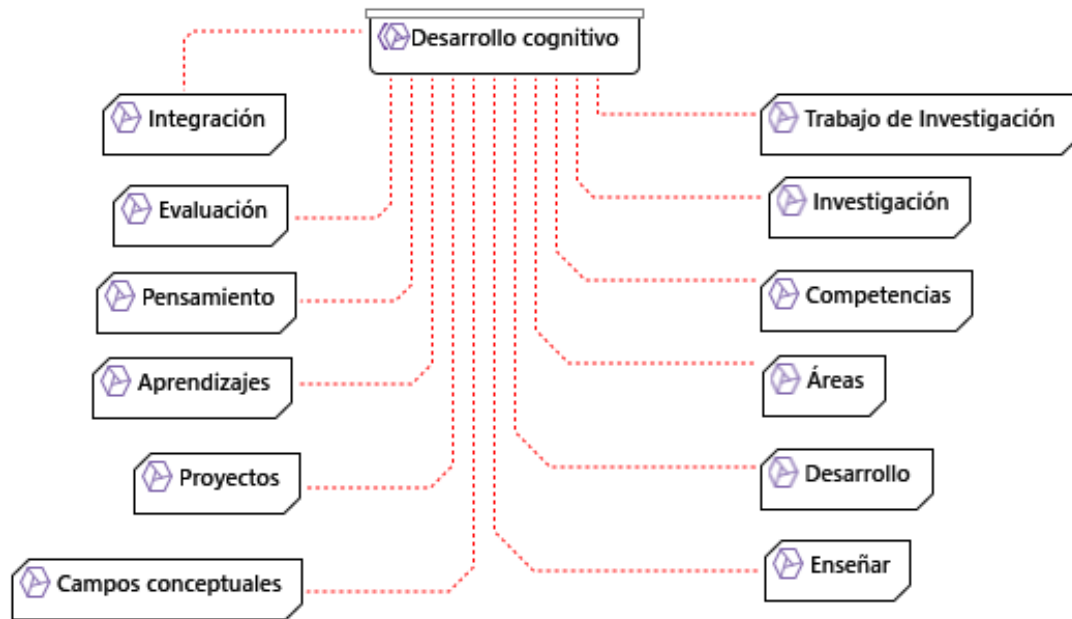 Desarrollo cognitivo
Integración
Trabajo de Investigación
Evaluación
Investigación
Pensamiento
Competencias
Aprendizajes
Áreas
Proyectos
Desarrollo
Campos conceptuales
Enseñar